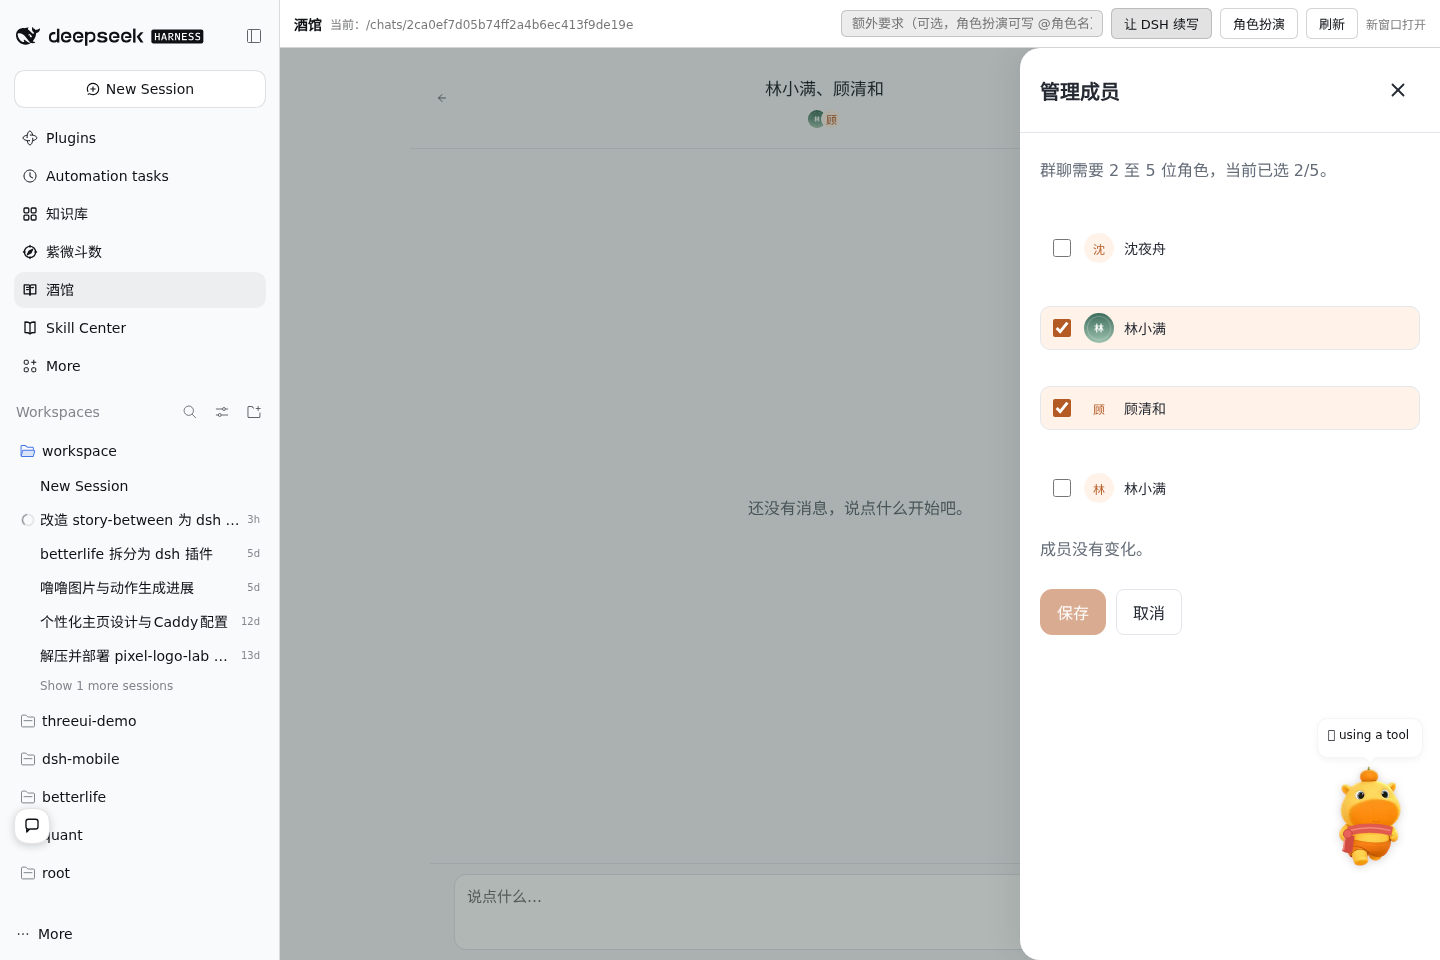 deepseek HARNESS
New Session
Plugins
Automation tasks
知识库
紫微斗数
酒馆
Skill Center
More
Workspaces
workspace
New Session
改造 story-between 为 dsh ... 3h
betterlife 拆分为 dsh 插件 5d
噜噜图片与动作生成进展 5d
个性化主页设计与Caddy配置 12d
解压并部署 pixel-logo-lab ... 13d
Show 1 more sessions
threeui-demo
dsh-mobile
betterlife
quant
root
More
酒馆 当前：/chats/2ca0ef7d05b74ff2a4b6ec413f9de19e
额外要求（可选，角色扮演可写 @角色名）
让 DSH 续写
角色扮演
刷新
新窗口打开
林小满、顾清和
林 顾
还没有消息，说点什么开始吧。
说点什么...
管理成员
群聊需要 2 至 5 位角色，当前已选 2/5。
沈 沈夜舟
林 林小满
顾 顾清和
林 林小满
成员没有变化。
保存 取消
using a tool